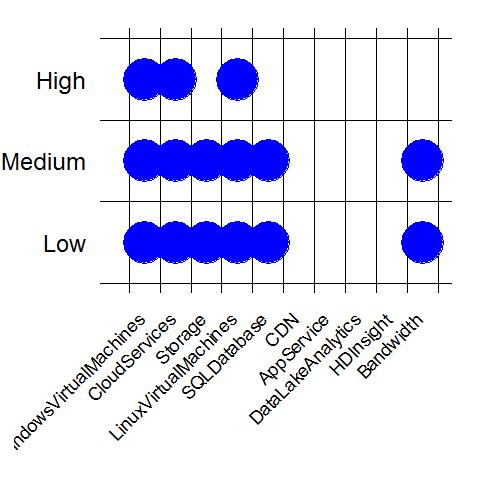 High
Medium
Low
ndowsVirtualMachines
CloudServices
Storage
LinuxVirtualMachines
SQLDatabase
CDN
AppService
DataLakeAnalytics
HDInsight
Bandwidth